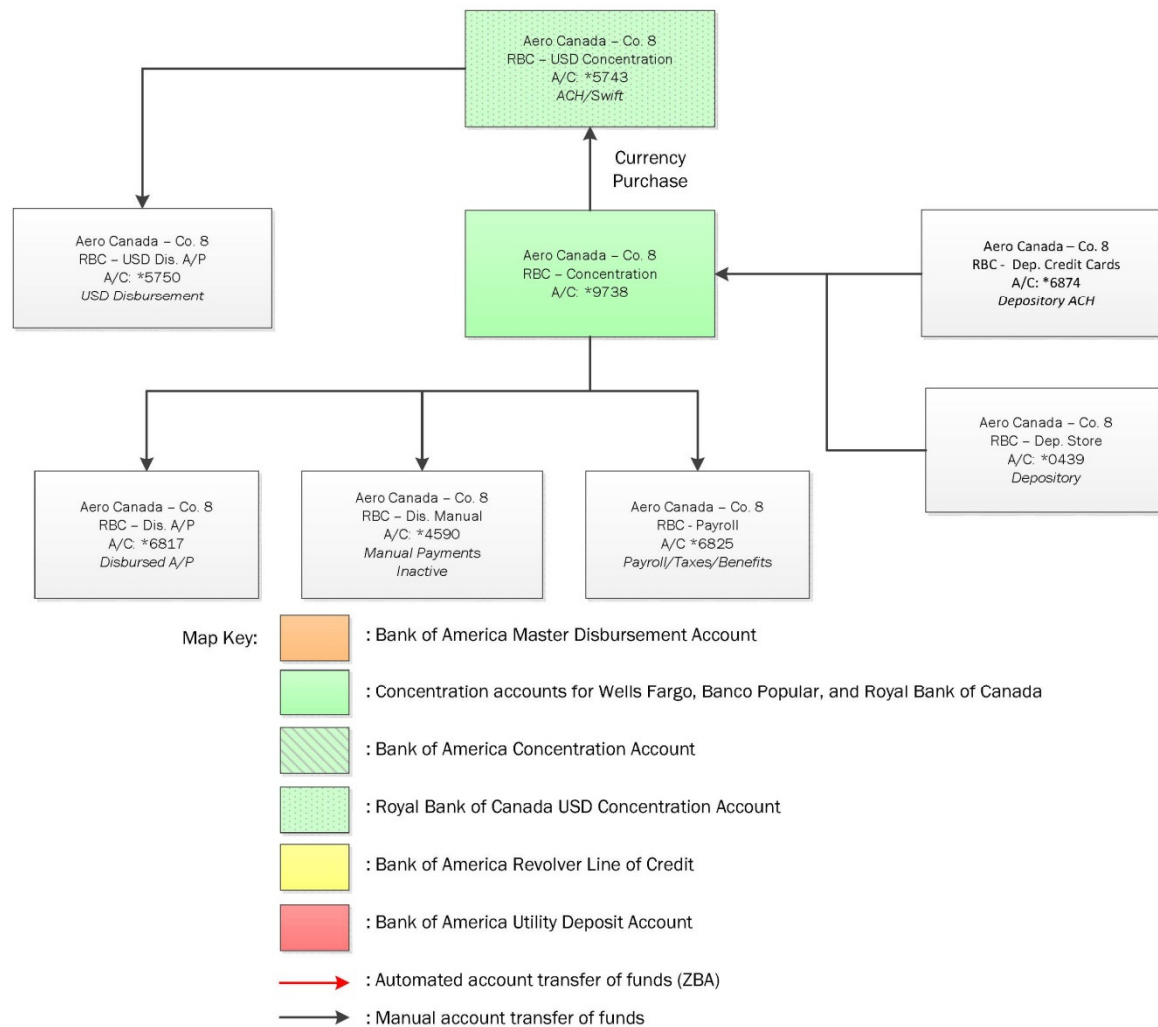 Aero Canada – Co. 8
RBC – USD Concentration
A/C: *5743
ACH/Swift
Currency
Purchase
Aero Canada – Co. 8
RBC – USD Dis. A/P
A/C: *5750
USD Disbursement
Aero Canada – Co. 8
RBC – Concentration
A/C: *9738
Aero Canada – Co. 8
RBC - Dep. Credit Cards
A/C: *6874
Depository ACH
Aero Canada – Co. 8
RBC – Dep. Store
A/C: *0439
Depository
Aero Canada – Co. 8
RBC – Dis. A/P
A/C: *6817
Disbursed A/P
Aero Canada – Co. 8
RBC – Dis. Manual
A/C: *4590
Manual Payments
Inactive
Aero Canada – Co. 8
RBC - Payroll
A/C *6825
Payroll/Taxes/Benefits
Map Key:
: Bank of America Master Disbursement Account
: Concentration accounts for Wells Fargo, Banco Popular, and Royal Bank of Canada
: Bank of America Concentration Account
: Royal Bank of Canada USD Concentration Account
: Bank of America Revolver Line of Credit
: Bank of America Utility Deposit Account
: Automated account transfer of funds (ZBA)
: Manual account transfer of funds